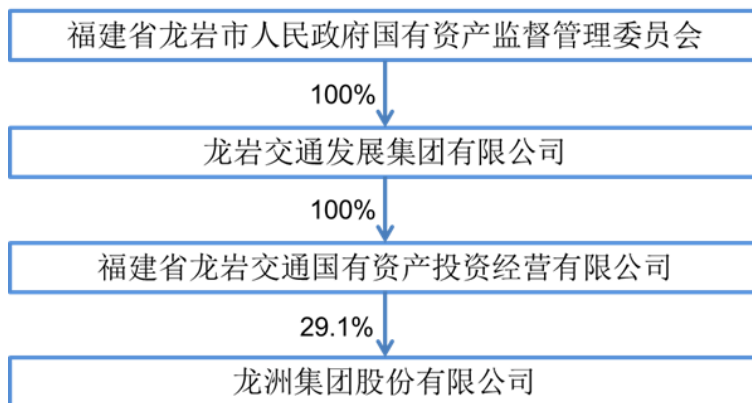 福建省龙岩市人民政府国有资产监督管理委员会
100%
龙岩交通发展集团有限公司
100%
福建省龙岩交通国有资产投资经营有限公司
29.1%
龙洲集团股份有限公司